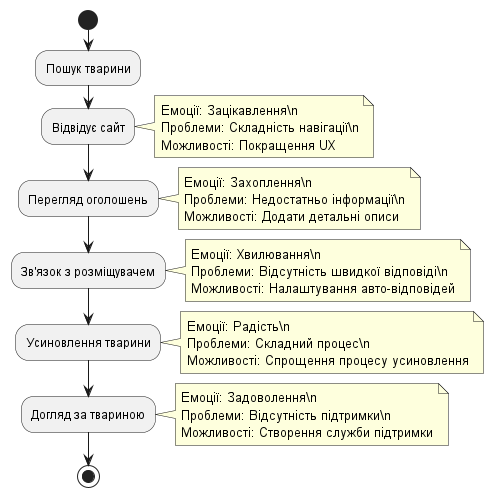 Пошук тварини
Відвідує сайт
Емоції: Зацікавлення\n
Проблеми: Складність навігації\n
Можливості: Покращення UX
Перегляд оголошень
Емоції: Захоплення\n
Проблеми: Недостатньо інформації\n
Можливості: Додати детальні описи
Зв'язок з розміщувачем
Емоції: Хвилювання\n
Проблеми: Відсутність швидкої відповіді\n
Можливості: Налаштування авто-відповідей
Усиновлення тварини
Емоції: Радість\n
Проблеми: Складний процес\n
Можливості: Спрощення процесу усиновлення
Догляд за твариною
Емоції: Задоволення\n
Проблеми: Відсутність підтримки\n
Можливості: Створення служби підтримки